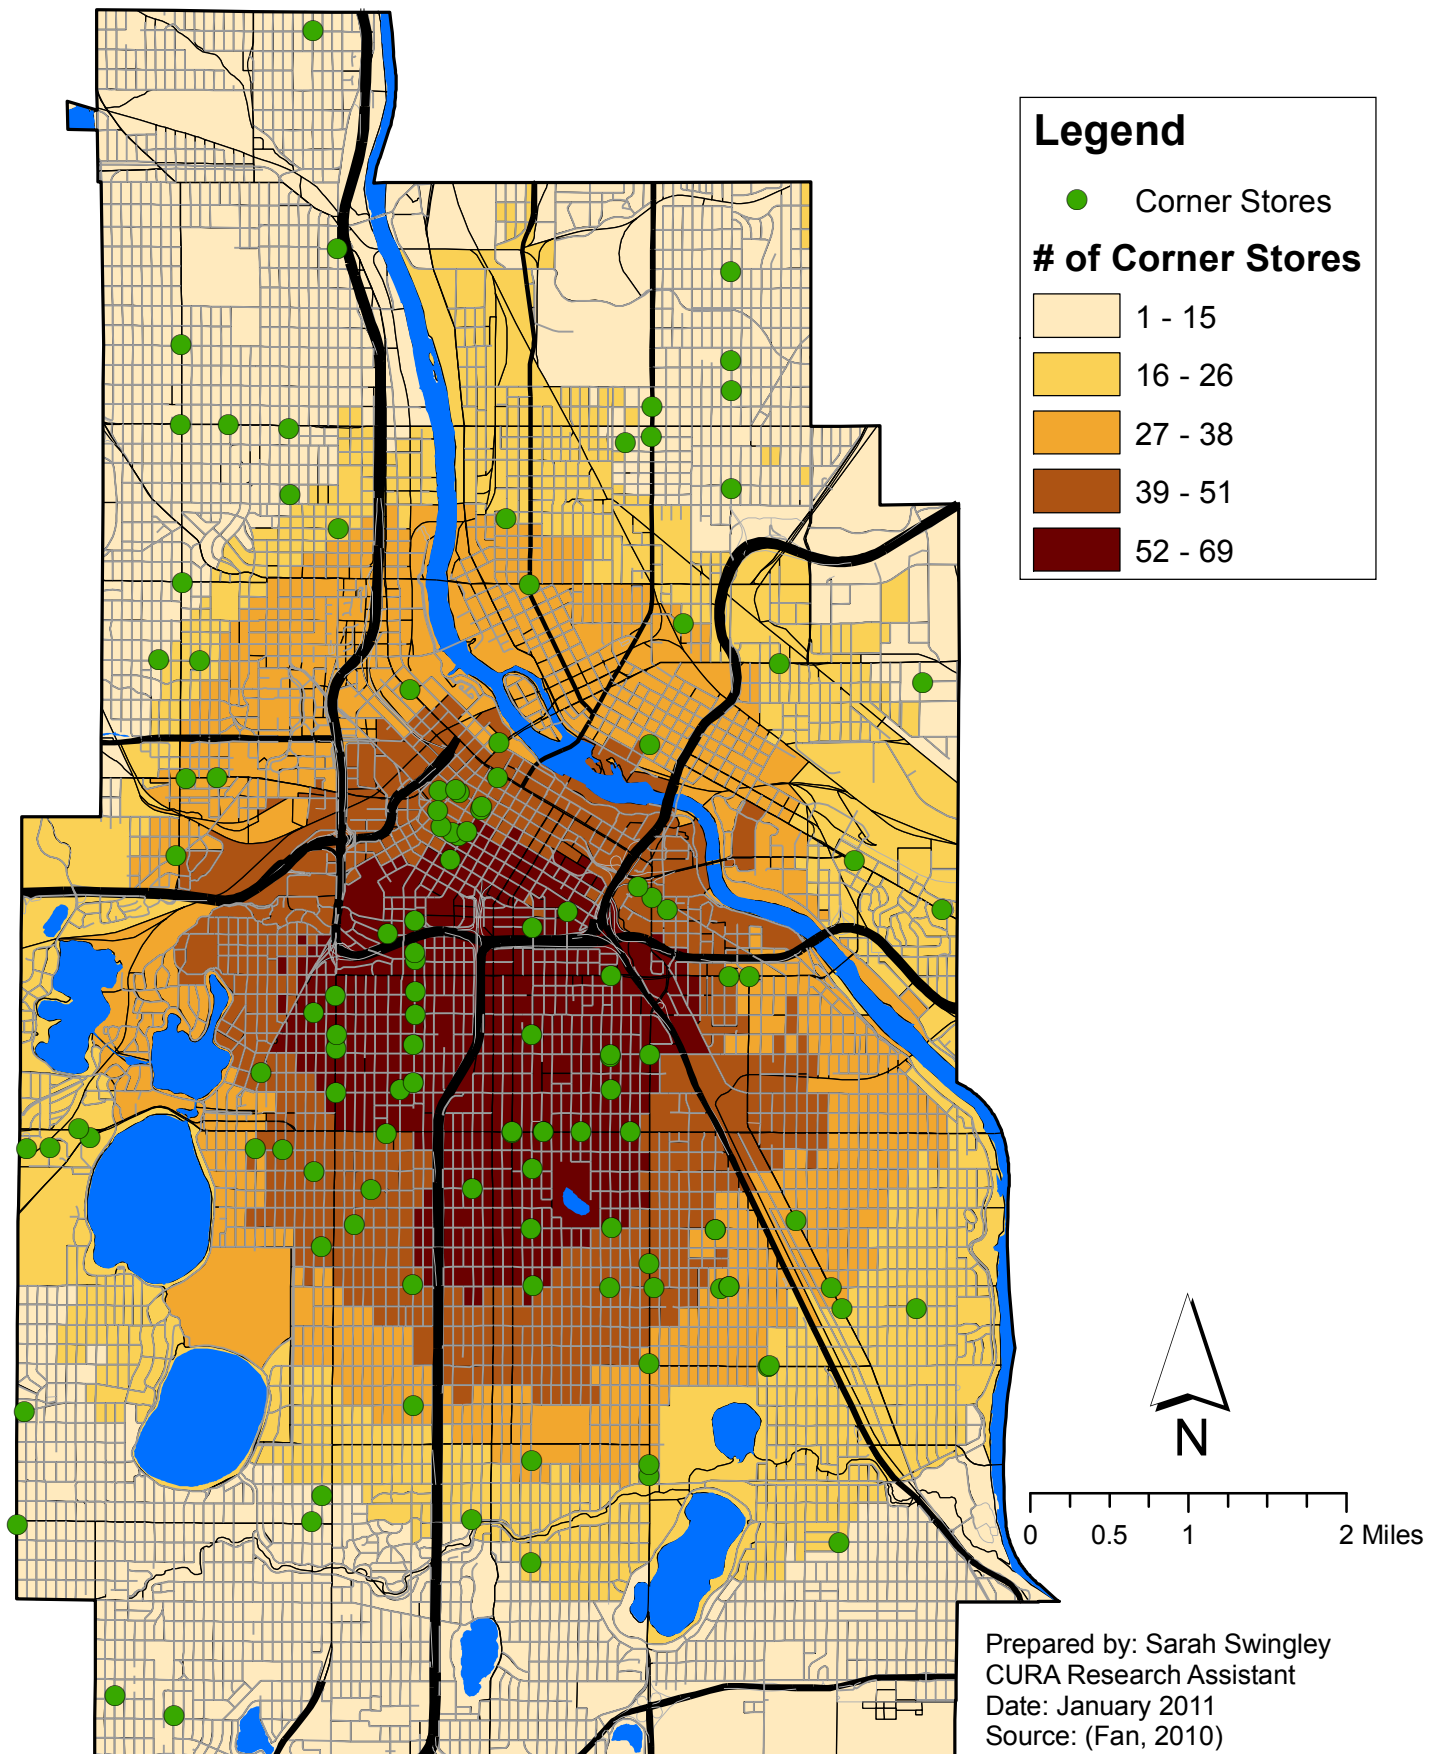 Legend
Corner Stores
# of Corner Stores
1 - 15
16 - 26
27 - 38
39 - 51
52 - 69
N
0 0.5 1 2 Miles
Prepared by: Sarah Swingley
CURA Research Assistant
Date: January 2011
Source: (Fan, 2010)